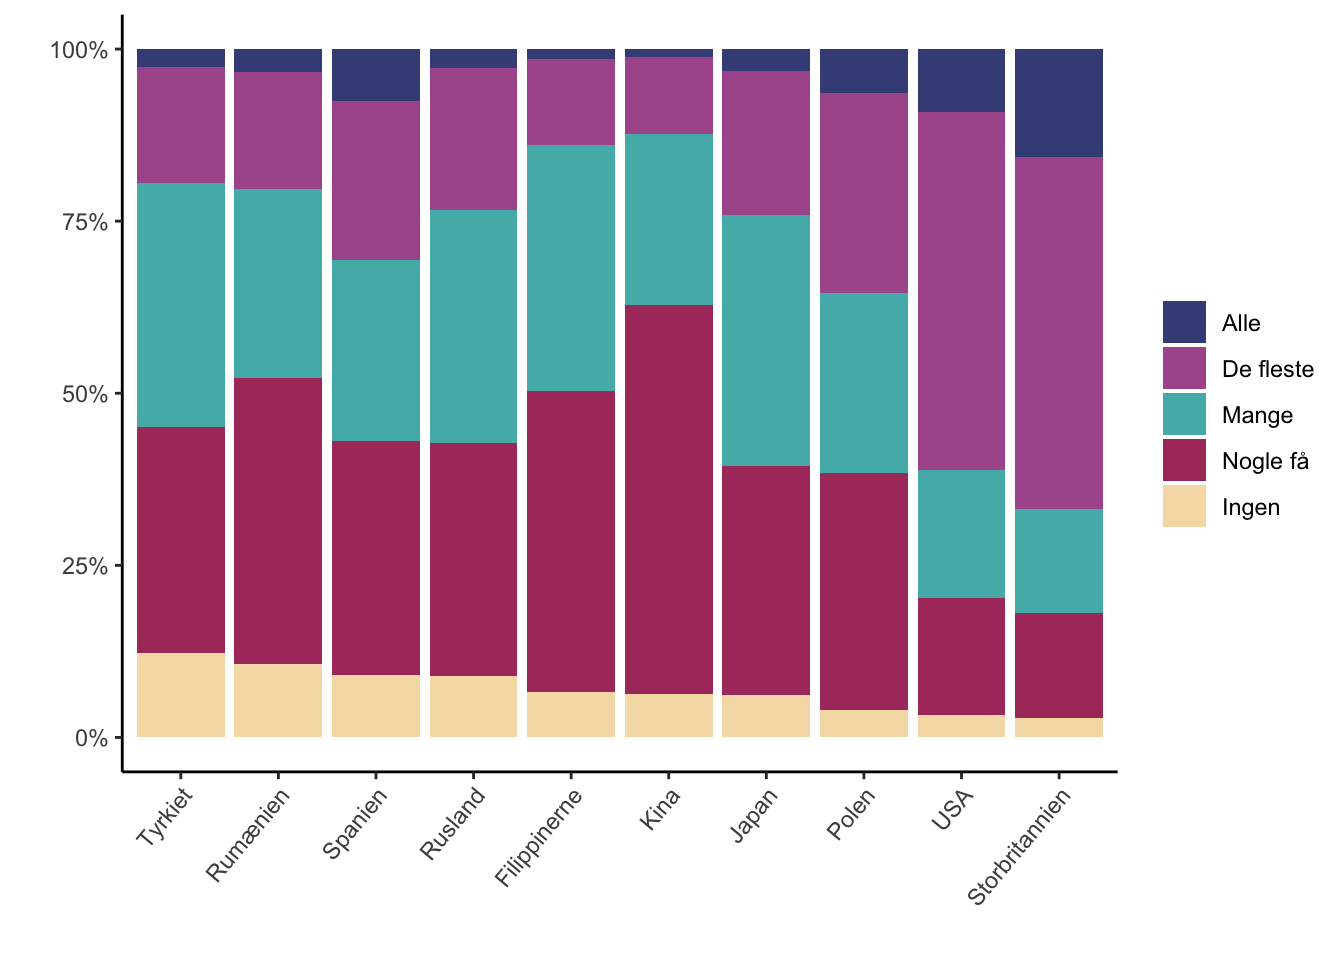 100%
75%
50%
25%
0%
Tyrkiet
Rumænien
Spanien
Rusland
Filippinerne
Kina
Japan
Polen
USA
Storbritannien
Alle
De fleste
Mange
Nogle få
Ingen